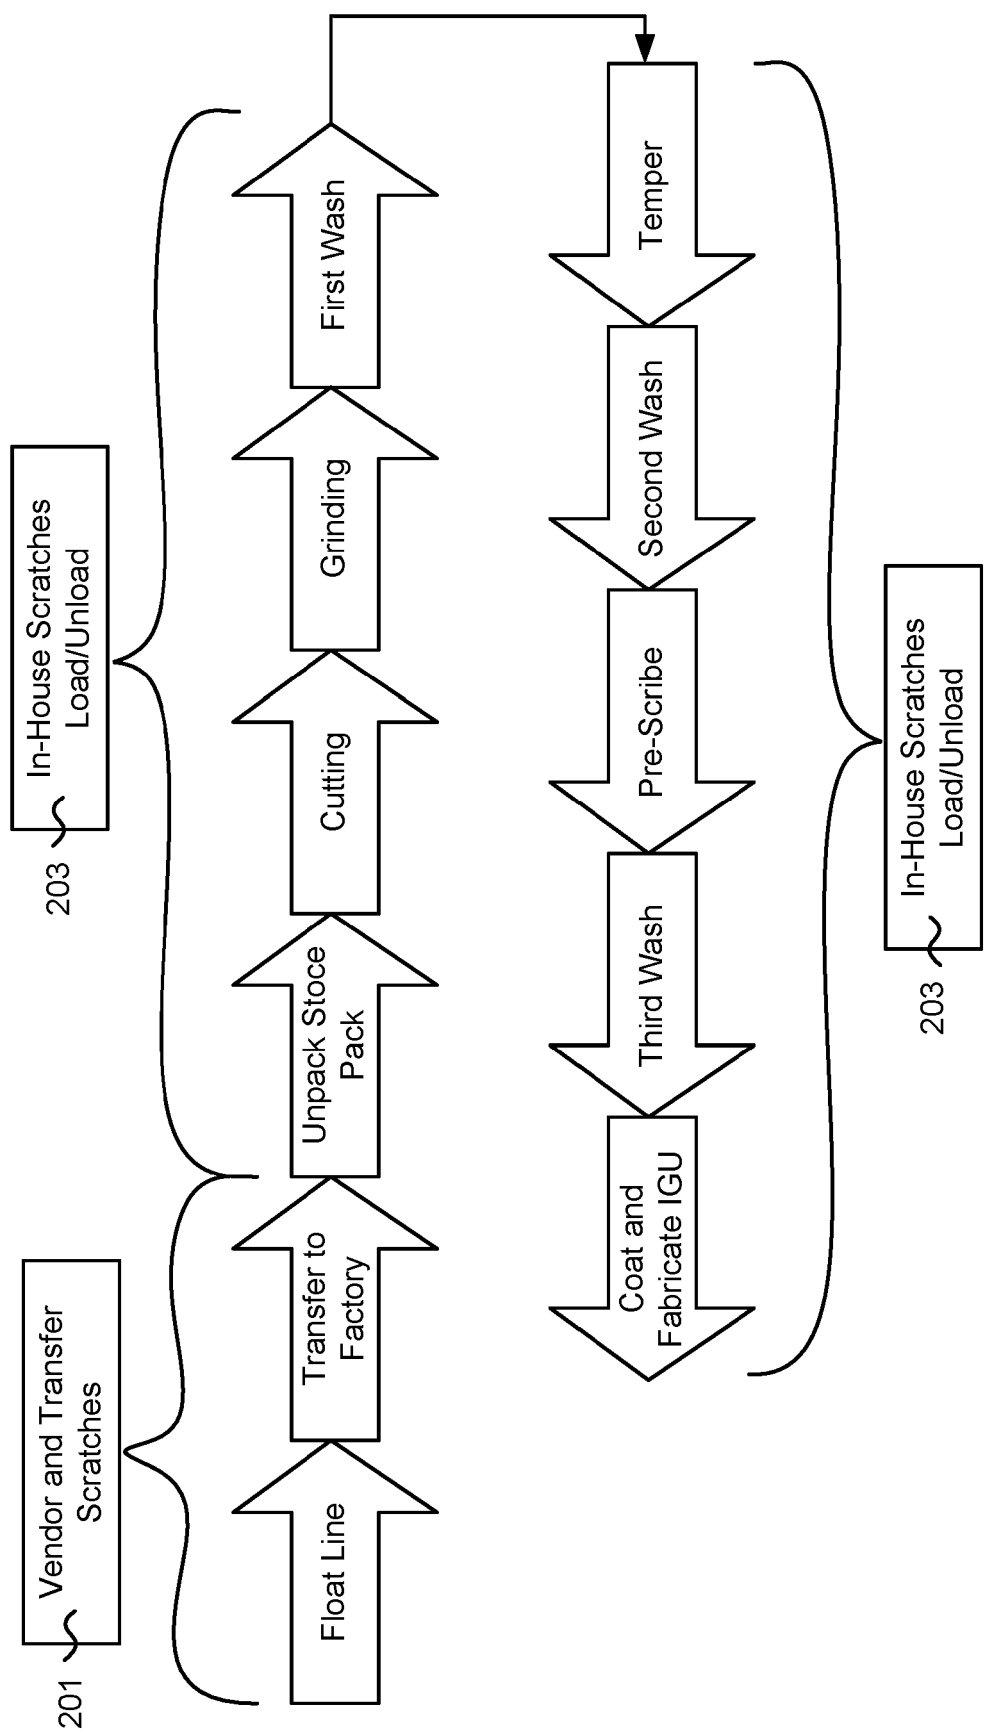 201
Vendor and Transfer
Scratches
203
In-House Scratches
Load/Unload
Float Line
Transfer to
Factory
Unpack Stoce
Pack
Cutting
Grinding
First Wash
Temper
Second Wash
Pre-Scribe
Third Wash
Coat and
Fabricate IGU
203
In-House Scratches
Load/Unload